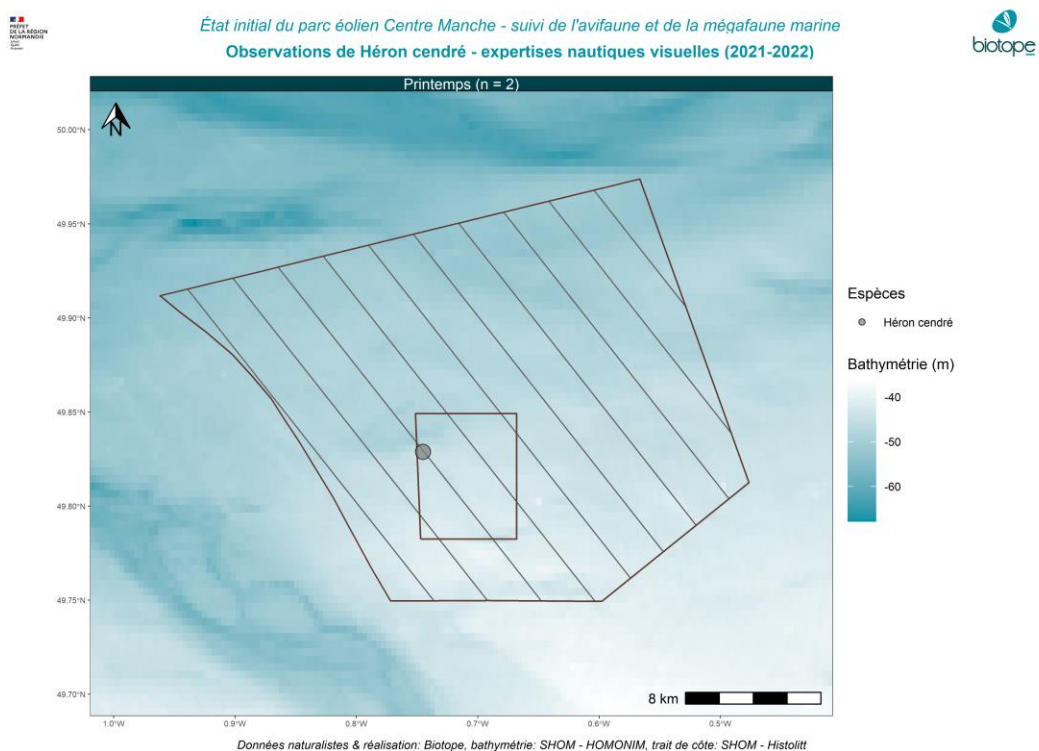 PRÉFET
DE LA RÉGION
NORMANDIE
État initial du parc éolien Centre Manche - suivi de l'avifaune et de la mégafaune marine
Observations de Héron cendré - expertises nautiques visuelles (2021-2022)
biotope
Printemps (n = 2)
N
50.00°N
49.95°N
49.90°N
49.85°N
49.80°N
49.75°N
49.70°N
Espèces
Héron cendré
Bathymétrie (m)
-40
-50
-60
8 km
1.0°W 0.9°W 0.8°W 0.7°W 0.6°W 0.5°W
Données naturalistes & réalisation: Biotope, bathymétrie: SHOM - HOMONIM, trait de côte: SHOM - Histolitt